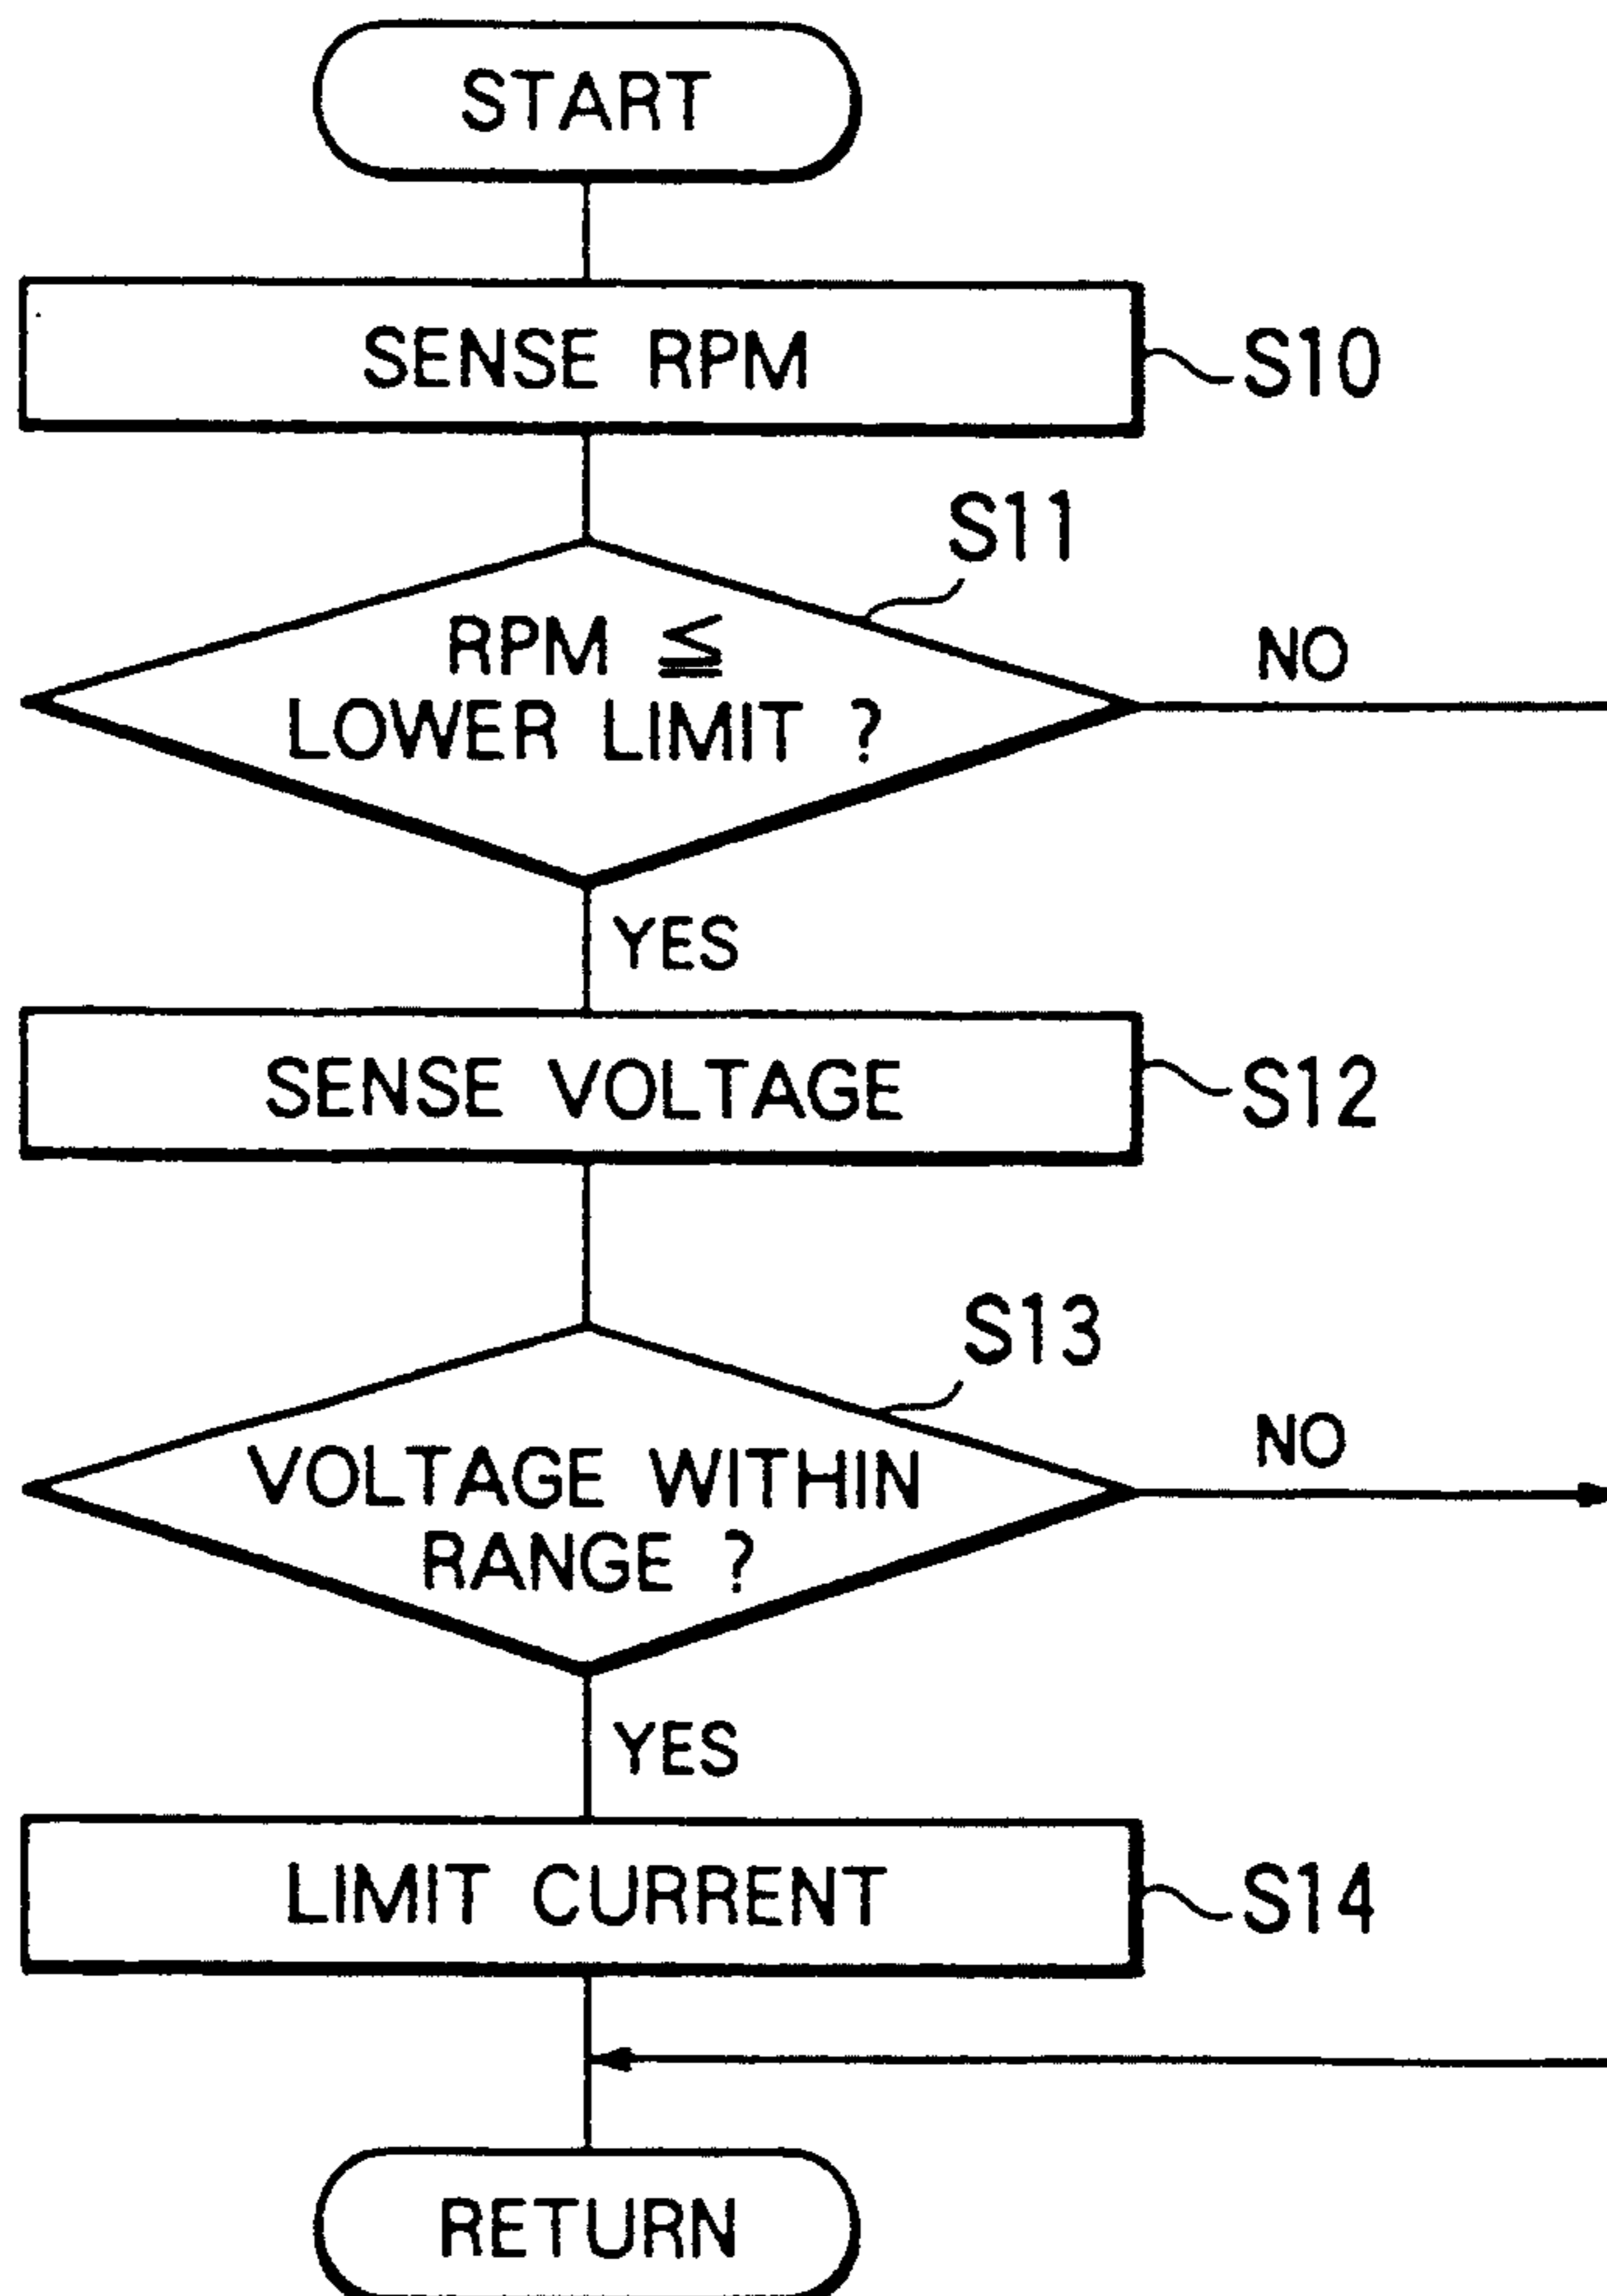 START
SENSE RPM
S10
S11
RPM ≦
LOWER LIMIT ?
NO
YES
SENSE VOLTAGE
S12
S13
VOLTAGE WITHIN
RANGE ?
NO
YES
LIMIT CURRENT
S14
RETURN